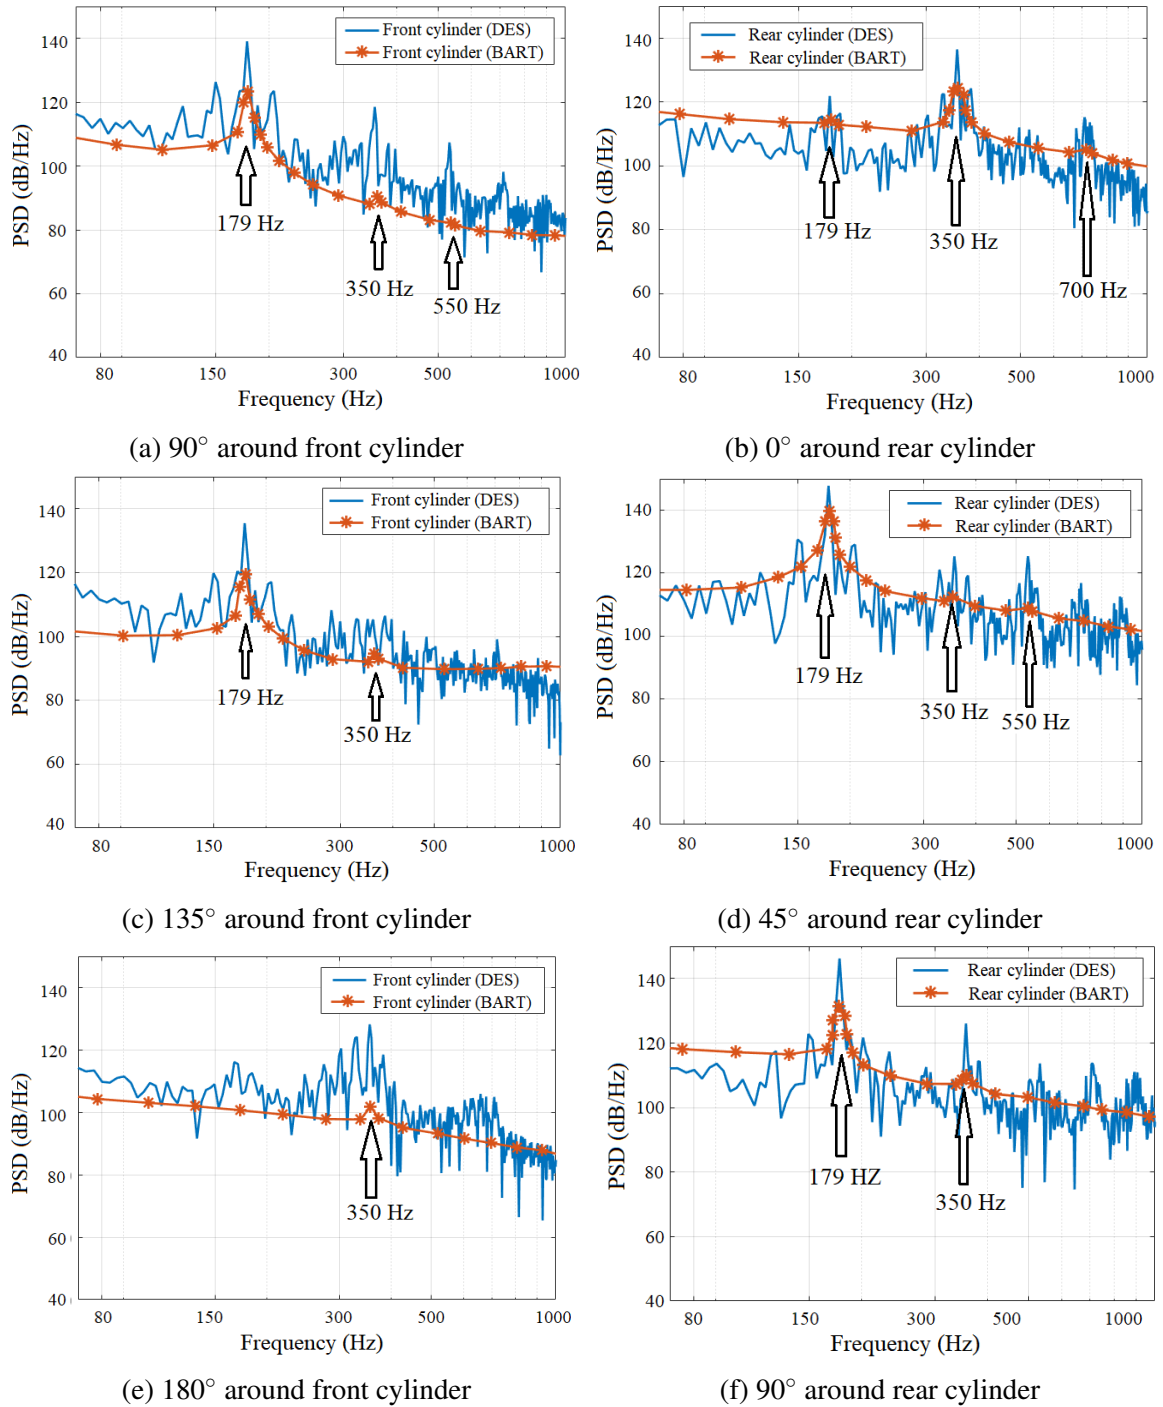 Front cylinder (DES)
Front cylinder (BART)
PSD (dB/Hz)
140
120
100
80
60
40
179 Hz
350 Hz
550 Hz
80 150 300 500 1000
Frequency (Hz)
(a) 90° around front cylinder
Rear cylinder (DES)
Rear cylinder (BART)
PSD (dB/Hz)
140
120
100
80
60
40
179 Hz
350 Hz
700 Hz
80 150 300 500 1000
Frequency (Hz)
(b) 0° around rear cylinder
Front cylinder (DES)
Front cylinder (BART)
PSD (dB/Hz)
140
120
100
80
60
40
179 Hz
350 Hz
80 150 300 500 1000
Frequency (Hz)
(c) 135° around front cylinder
Rear cylinder (DES)
Rear cylinder (BART)
PSD (dB/Hz)
140
120
100
80
60
40
179 Hz
350 Hz
550 Hz
80 150 300 500 1000
Frequency (Hz)
(d) 45° around rear cylinder
Front cylinder (DES)
Front cylinder (BART)
PSD (dB/Hz)
140
120
100
80
60
40
350 Hz
80 150 300 500 1000
Frequency (Hz)
(e) 180° around front cylinder
Rear cylinder (DES)
Rear cylinder (BART)
PSD (dB/Hz)
140
120
100
80
60
40
179 HZ
350 Hz
80 150 300 500 1000
Frequency (Hz)
(f) 90° around rear cylinder